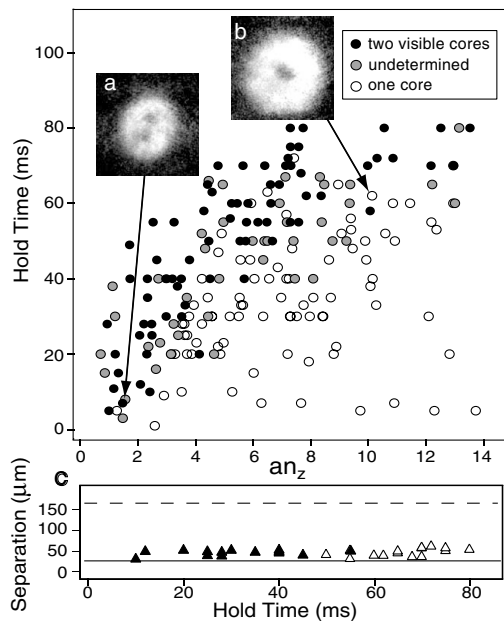 100
80
60
40
20
0
Hold Time (ms)
a
b
two visible cores
undetermined
one core
0 2 4 6 8 10 12 14
an_z
c
Separation (μm)
150
100
50
0
0 20 40 60 80
Hold Time (ms)